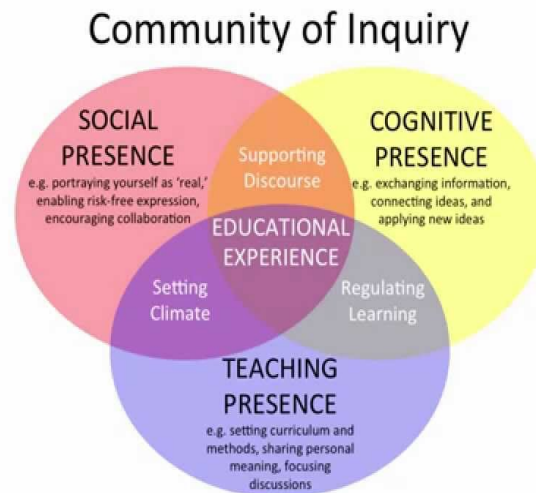 Community of Inquiry
SOCIAL
PRESENCE
e.g. portraying yourself as ‘real,’
enabling risk-free expression,
encouraging collaboration
Supporting
Discourse
COGNITIVE
PRESENCE
e.g. exchanging information,
connecting ideas, and
applying new ideas
EDUCATIONAL
EXPERIENCE
Setting
Climate
Regulating
Learning
TEACHING
PRESENCE
e.g. setting curriculum and
methods, sharing personal
meaning, focusing
discussions